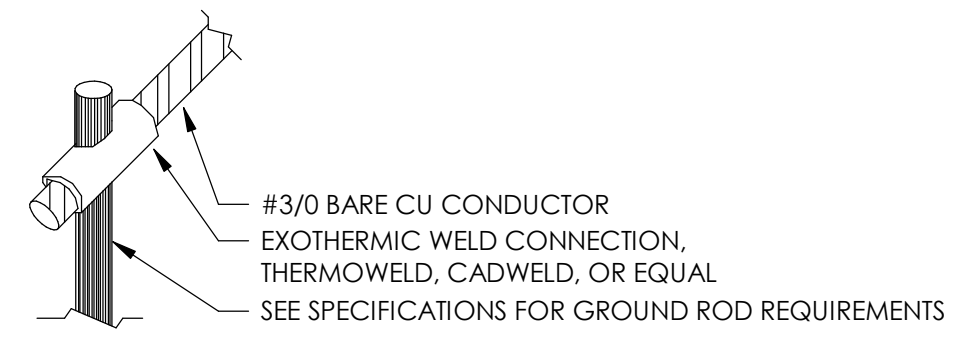 #3/0 BARE CU CONDUCTOR
EXOTHERMIC WELD CONNECTION,
THERMOWELD, CADWELD, OR EQUAL
SEE SPECIFICATIONS FOR GROUND ROD REQUIREMENTS